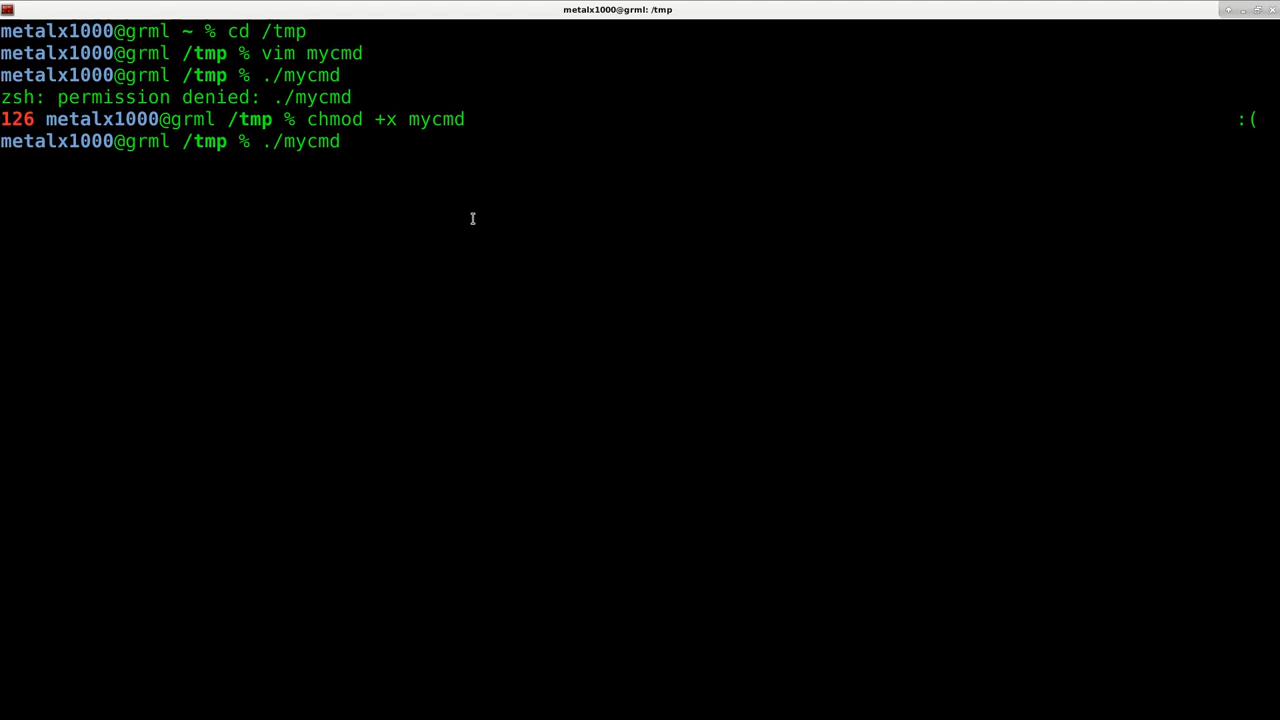 metalx1000@grml: /tmp
metalx1000@grml ~ % cd /tmp
metalx1000@grml /tmp % vim mycmd
metalx1000@grml /tmp % ./mycmd
zsh: permission denied: ./mycmd
126 metalx1000@grml /tmp % chmod +x mycmd :(
metalx1000@grml /tmp % ./mycmd